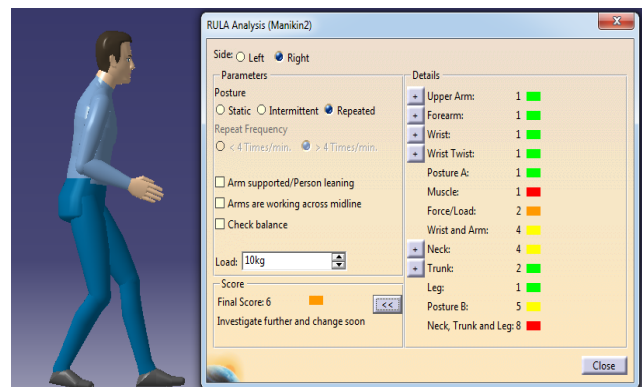 RULA Analysis (Manikin2)
Side: Left Right
Parameters
Posture
Static Intermittent Repeated
Repeat Frequency
< 4 Times/min. > 4 Times/min.
Arm supported/Person leaning
Arms are working across midline
Check balance
Load: 10kg
Score
Final Score: 6
<<
Investigate further and change soon
Details
+ Upper Arm: 1
+ Forearm: 1
+ Wrist: 1
+ Wrist Twist: 1
Posture A: 1
Muscle: 1
Force/Load: 2
Wrist and Arm: 4
+ Neck: 4
+ Trunk: 2
Leg: 1
Posture B: 5
Neck, Trunk and Leg: 8
Close